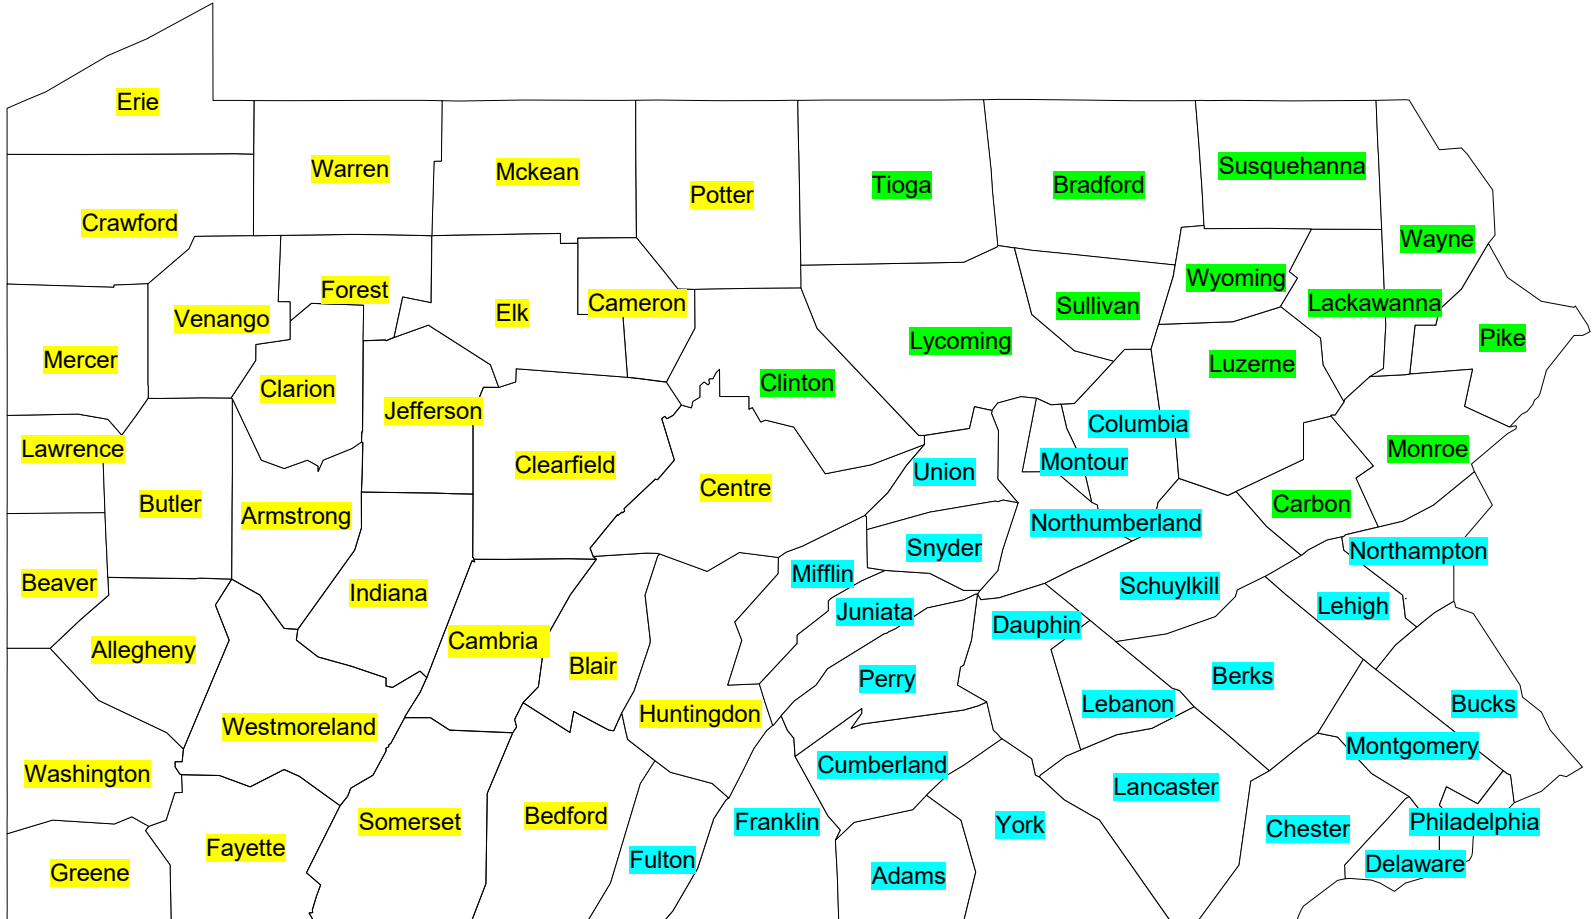 Erie
Warren
Mckean
Potter
Tioga
Bradford
Susquehanna
Crawford
Wayne
Forest
Venango
Elk
Cameron
Sullivan
Wyoming
Lackawanna
Mercer
Clarion
Jefferson
Clinton
Lycoming
Luzerne
Pike
Lawrence
Butler
Armstrong
Clearfield
Centre
Union
Montour
Columbia
Monroe
Carbon
Northumberland
Snyder
Northampton
Beaver
Indiana
Mifflin
Juniata
Schuylkill
Lehigh
Allegheny
Cambria
Blair
Dauphin
Perry
Berks
Westmoreland
Huntingdon
Lebanon
Bucks
Washington
Cumberland
Lancaster
Montgomery
Greene
Fayette
Somerset
Bedford
Fulton
Franklin
Adams
York
Chester
Philadelphia
Delaware